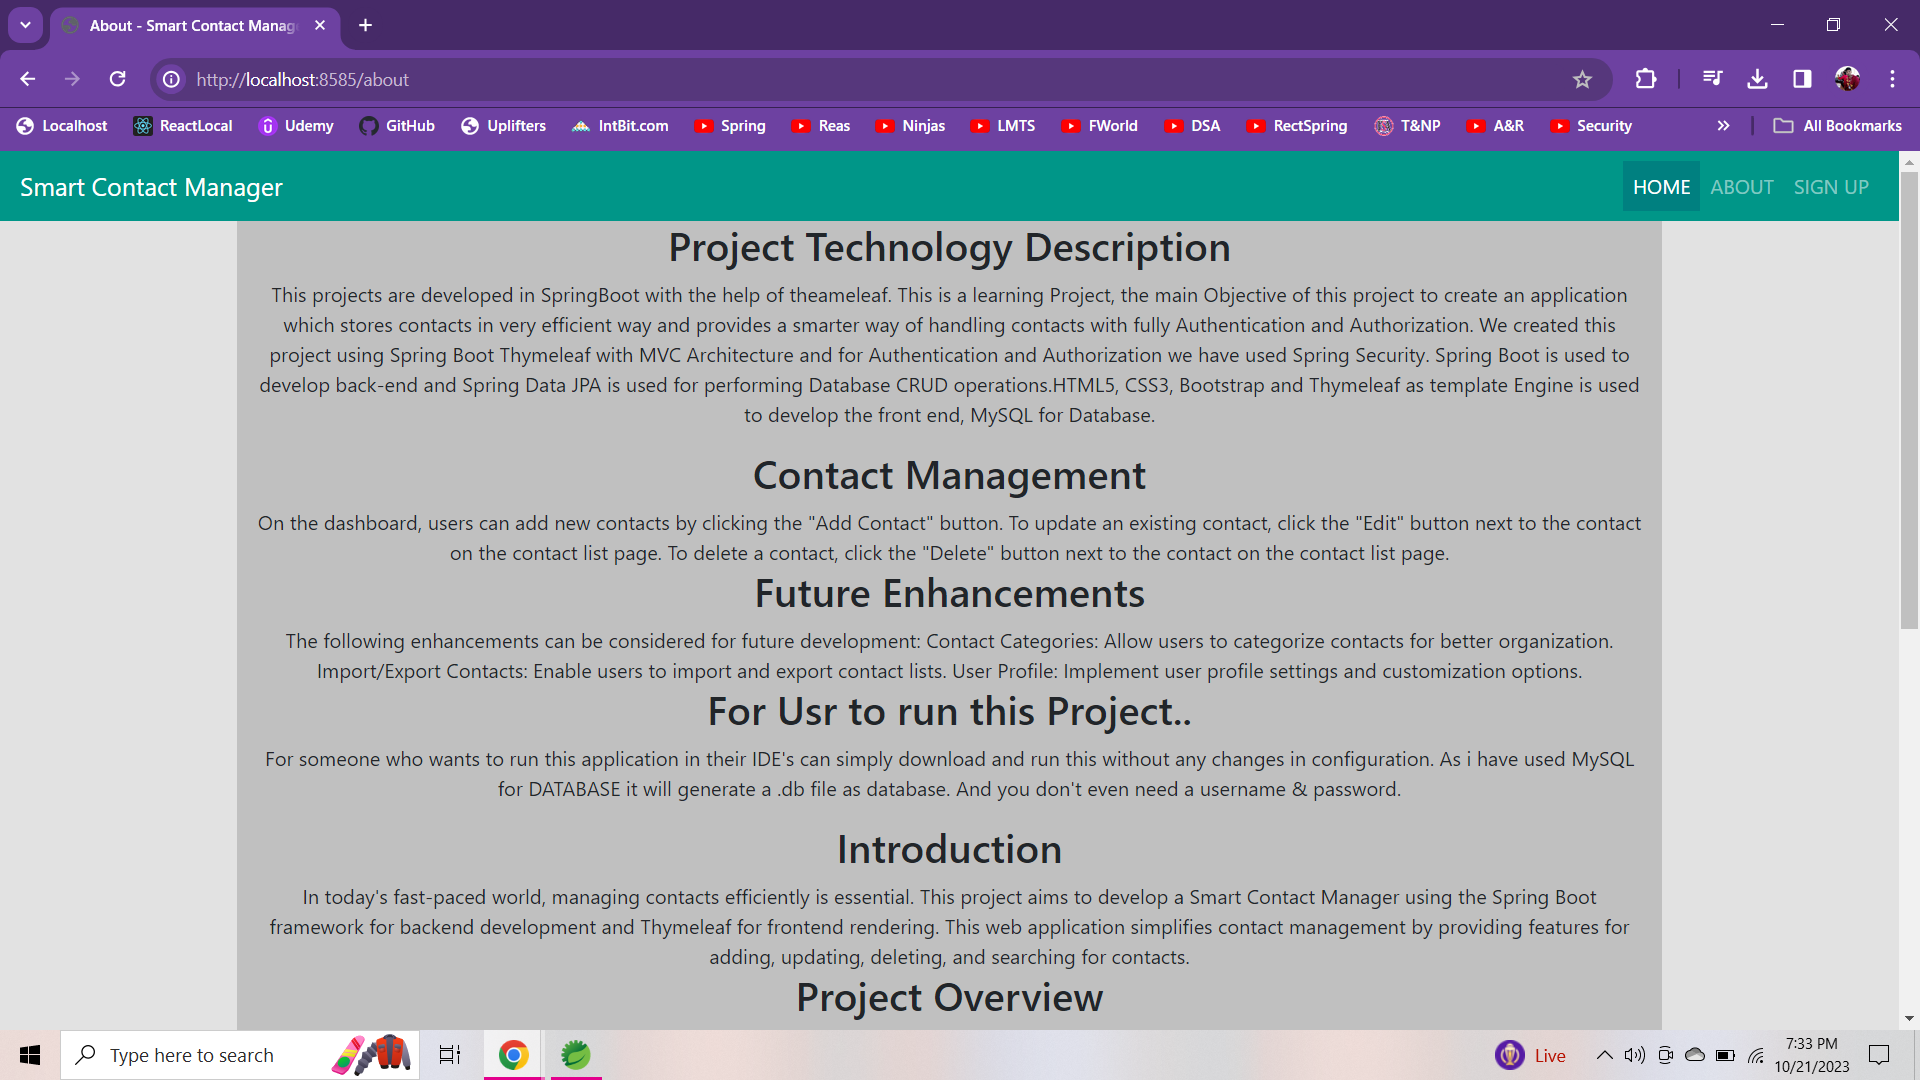 About - Smart Contact Manag
http://localhost:8585/about
Localhost ReactLocal Udemy GitHub Uplifters IntBit.com Spring Reas Ninjas LMTS FWorld DSA RectSpring T&NP A&R Security All Bookmarks
Smart Contact Manager HOME ABOUT SIGN UP
Project Technology Description
This projects are developed in SpringBoot with the help of theameleaf. This is a learning Project, the main Objective of this project to create an application
which stores contacts in very efficient way and provides a smarter way of handling contacts with fully Authentication and Authorization. We created this
project using Spring Boot Thymeleaf with MVC Architecture and for Authentication and Authorization we have used Spring Security. Spring Boot is used to
develop back-end and Spring Data JPA is used for performing Database CRUD operations.HTML5, CSS3, Bootstrap and Thymeleaf as template Engine is used
to develop the front end, MySQL for Database.
Contact Management
On the dashboard, users can add new contacts by clicking the "Add Contact" button. To update an existing contact, click the "Edit" button next to the contact
on the contact list page. To delete a contact, click the "Delete" button next to the contact on the contact list page.
Future Enhancements
The following enhancements can be considered for future development: Contact Categories: Allow users to categorize contacts for better organization.
Import/Export Contacts: Enable users to import and export contact lists. User Profile: Implement user profile settings and customization options.
For Usr to run this Project..
For someone who wants to run this application in their IDE's can simply download and run this without any changes in configuration. As i have used MySQL
for DATABASE it will generate a .db file as database. And you don't even need a username & password.
Introduction
In today's fast-paced world, managing contacts efficiently is essential. This project aims to develop a Smart Contact Manager using the Spring Boot
framework for backend development and Thymeleaf for frontend rendering. This web application simplifies contact management by providing features for
adding, updating, deleting, and searching for contacts.
Project Overview
Type here to search
Live
7:33 PM
10/21/2023